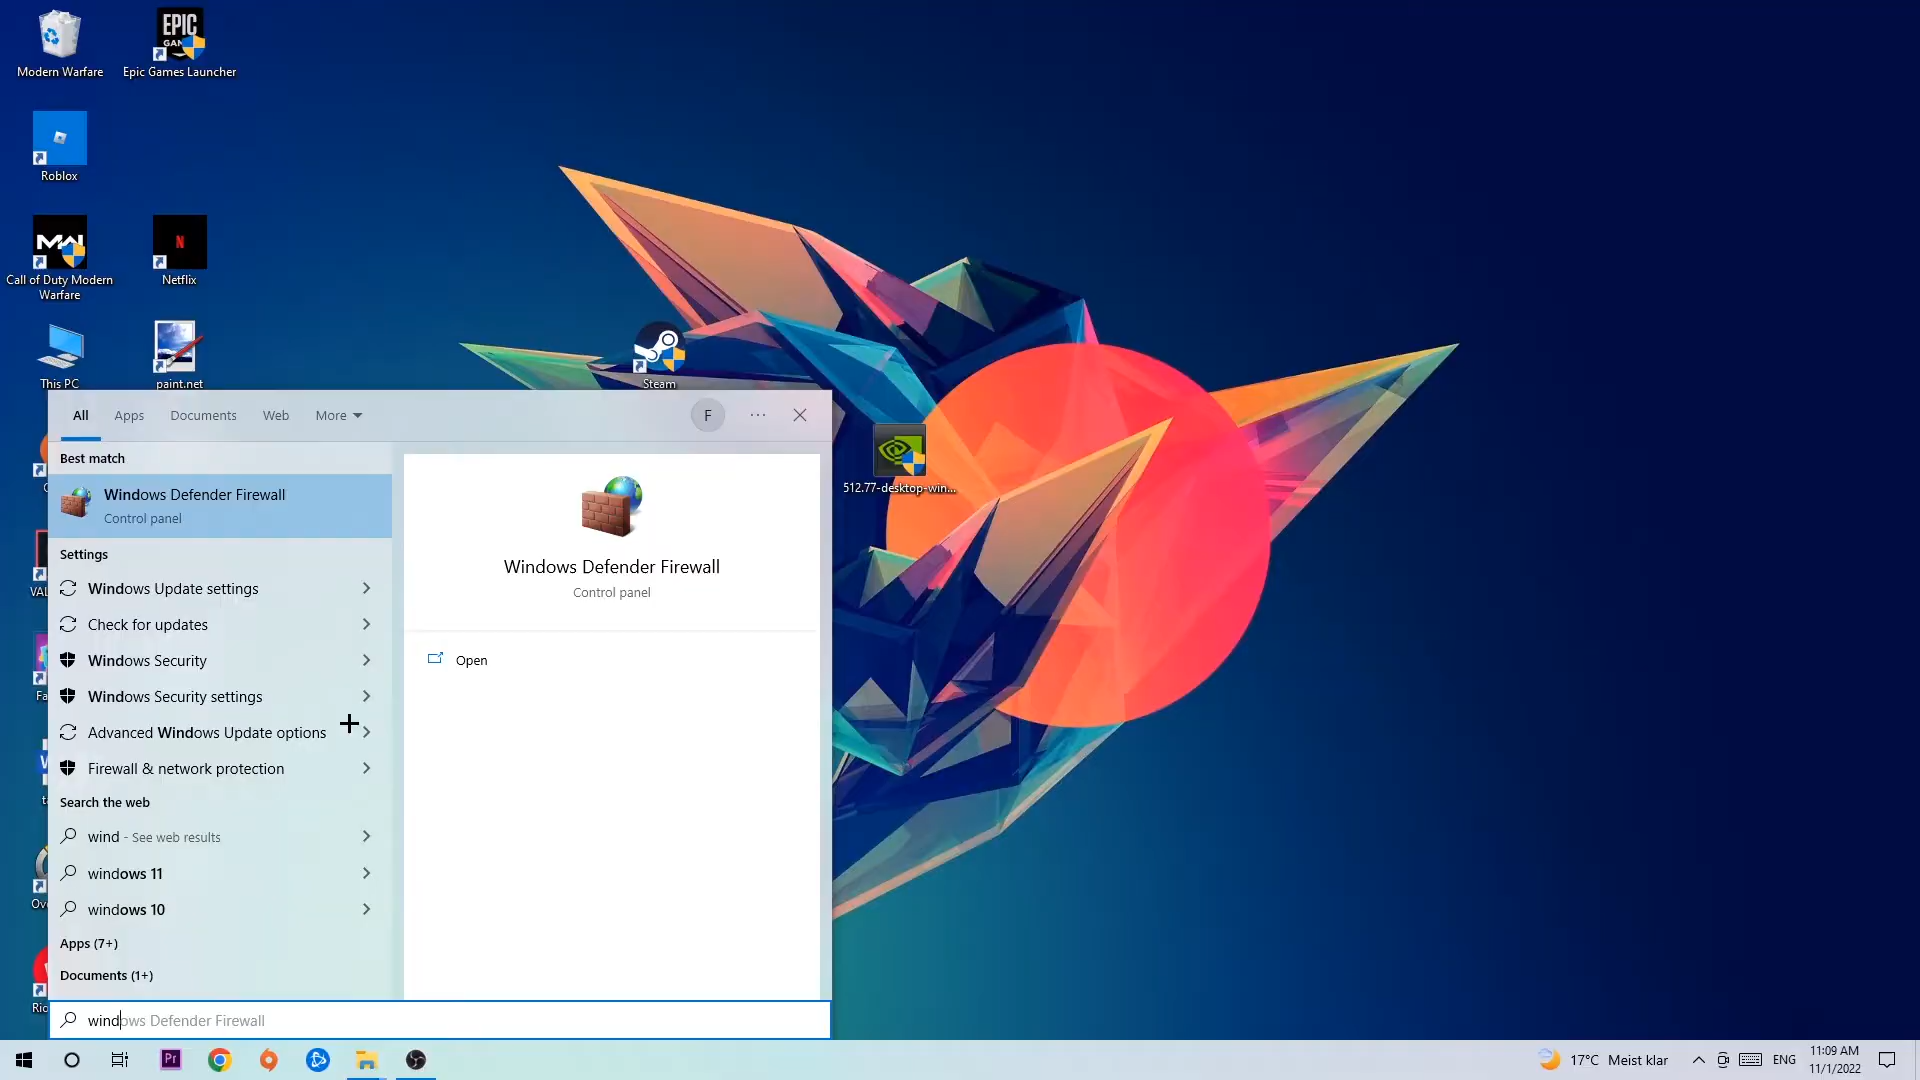 Modern Warfare
EPIC
Epic Games Launcher
Roblox
MW
Call of Duty Modern
Warfare
N
Netflix
This PC
paint.net
Steam
512.77-desktop-win...
All
Apps
Documents
Web
More
F
Best match
Windows Defender Firewall
Control panel
Settings
Windows Update settings
Check for updates
Windows Security
Windows Security settings
Advanced Windows Update options
Firewall & network protection
Search the web
wind - See web results
windows 11
windows 10
Apps (7+)
Documents (1+)
Windows Defender Firewall
Control panel
Open
windows Defender Firewall
Pr
17°C Meist klar
ENG
11:09 AM
11/1/2022